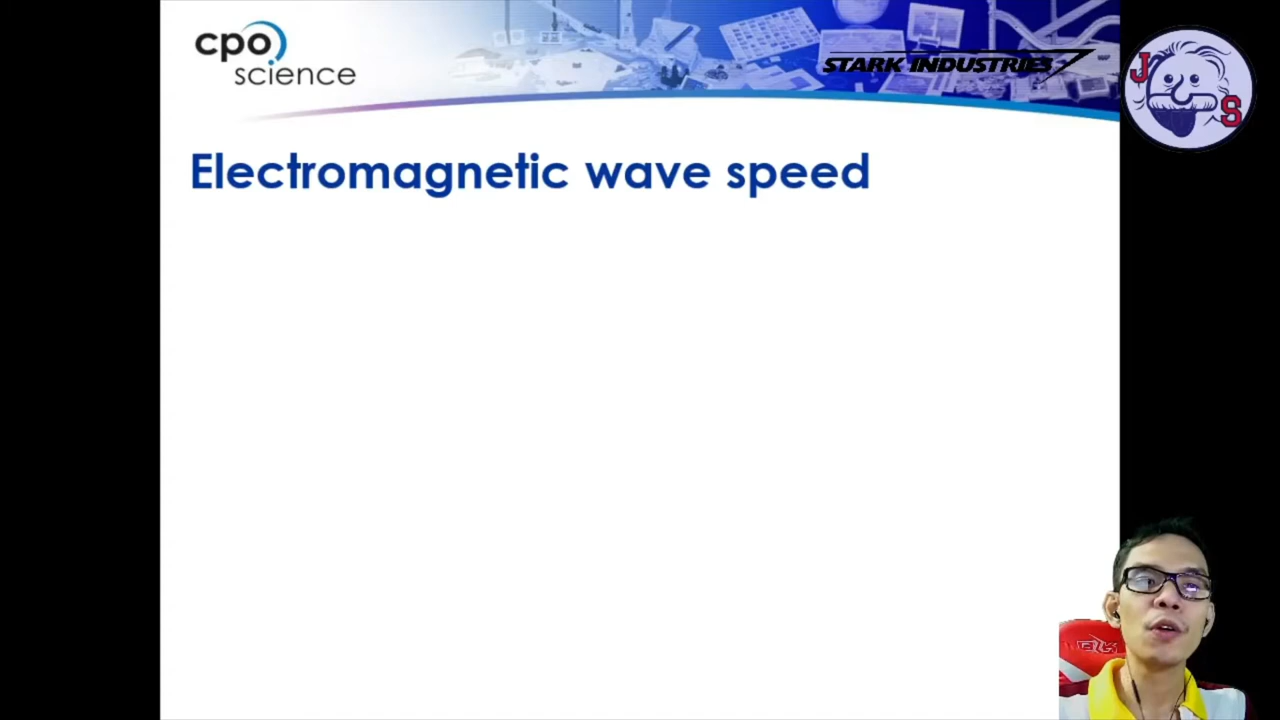 cpo
science
STARK INDUSTRIES
J
S
Electromagnetic wave speed